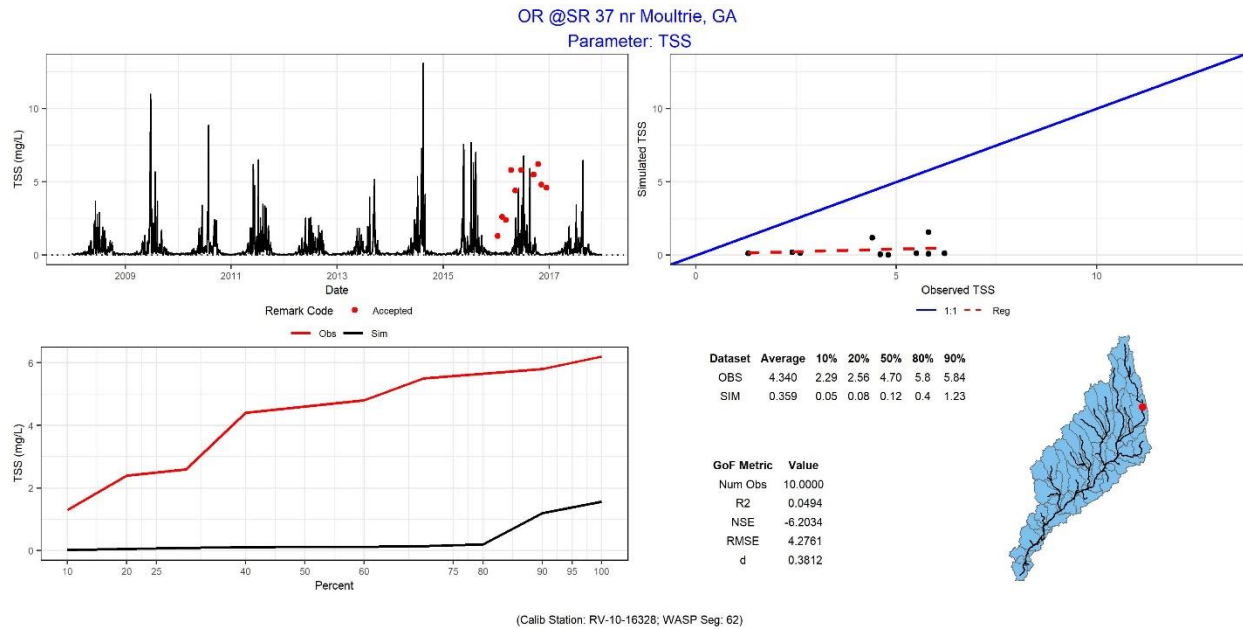 OR @SR 37 nr Moultrie, GA
Parameter: TSS
TSS (mg/L)
10
5
0
2009
2011
2013
2015
2017
Date
Remark Code
Accepted
Simulated TSS
10
5
0
0
5
10
Observed TSS
1:1
Reg
Obs
Sim
TSS (mg/L)
6
4
2
0
10
20
25
40
60
75
80
90
95
100
Percent
Dataset Average 10% 20% 50% 80% 90%
OBS 4.340 2.29 2.56 4.70 5.8 5.84
SIM 0.359 0.05 0.08 0.12 0.4 1.23
GoF Metric Value
Num Obs 10.0000
R2 0.0494
NSE -6.2034
RMSE 4.2761
d 0.3812
(Calib Station: RV-10-16328; WASP Seg: 62)